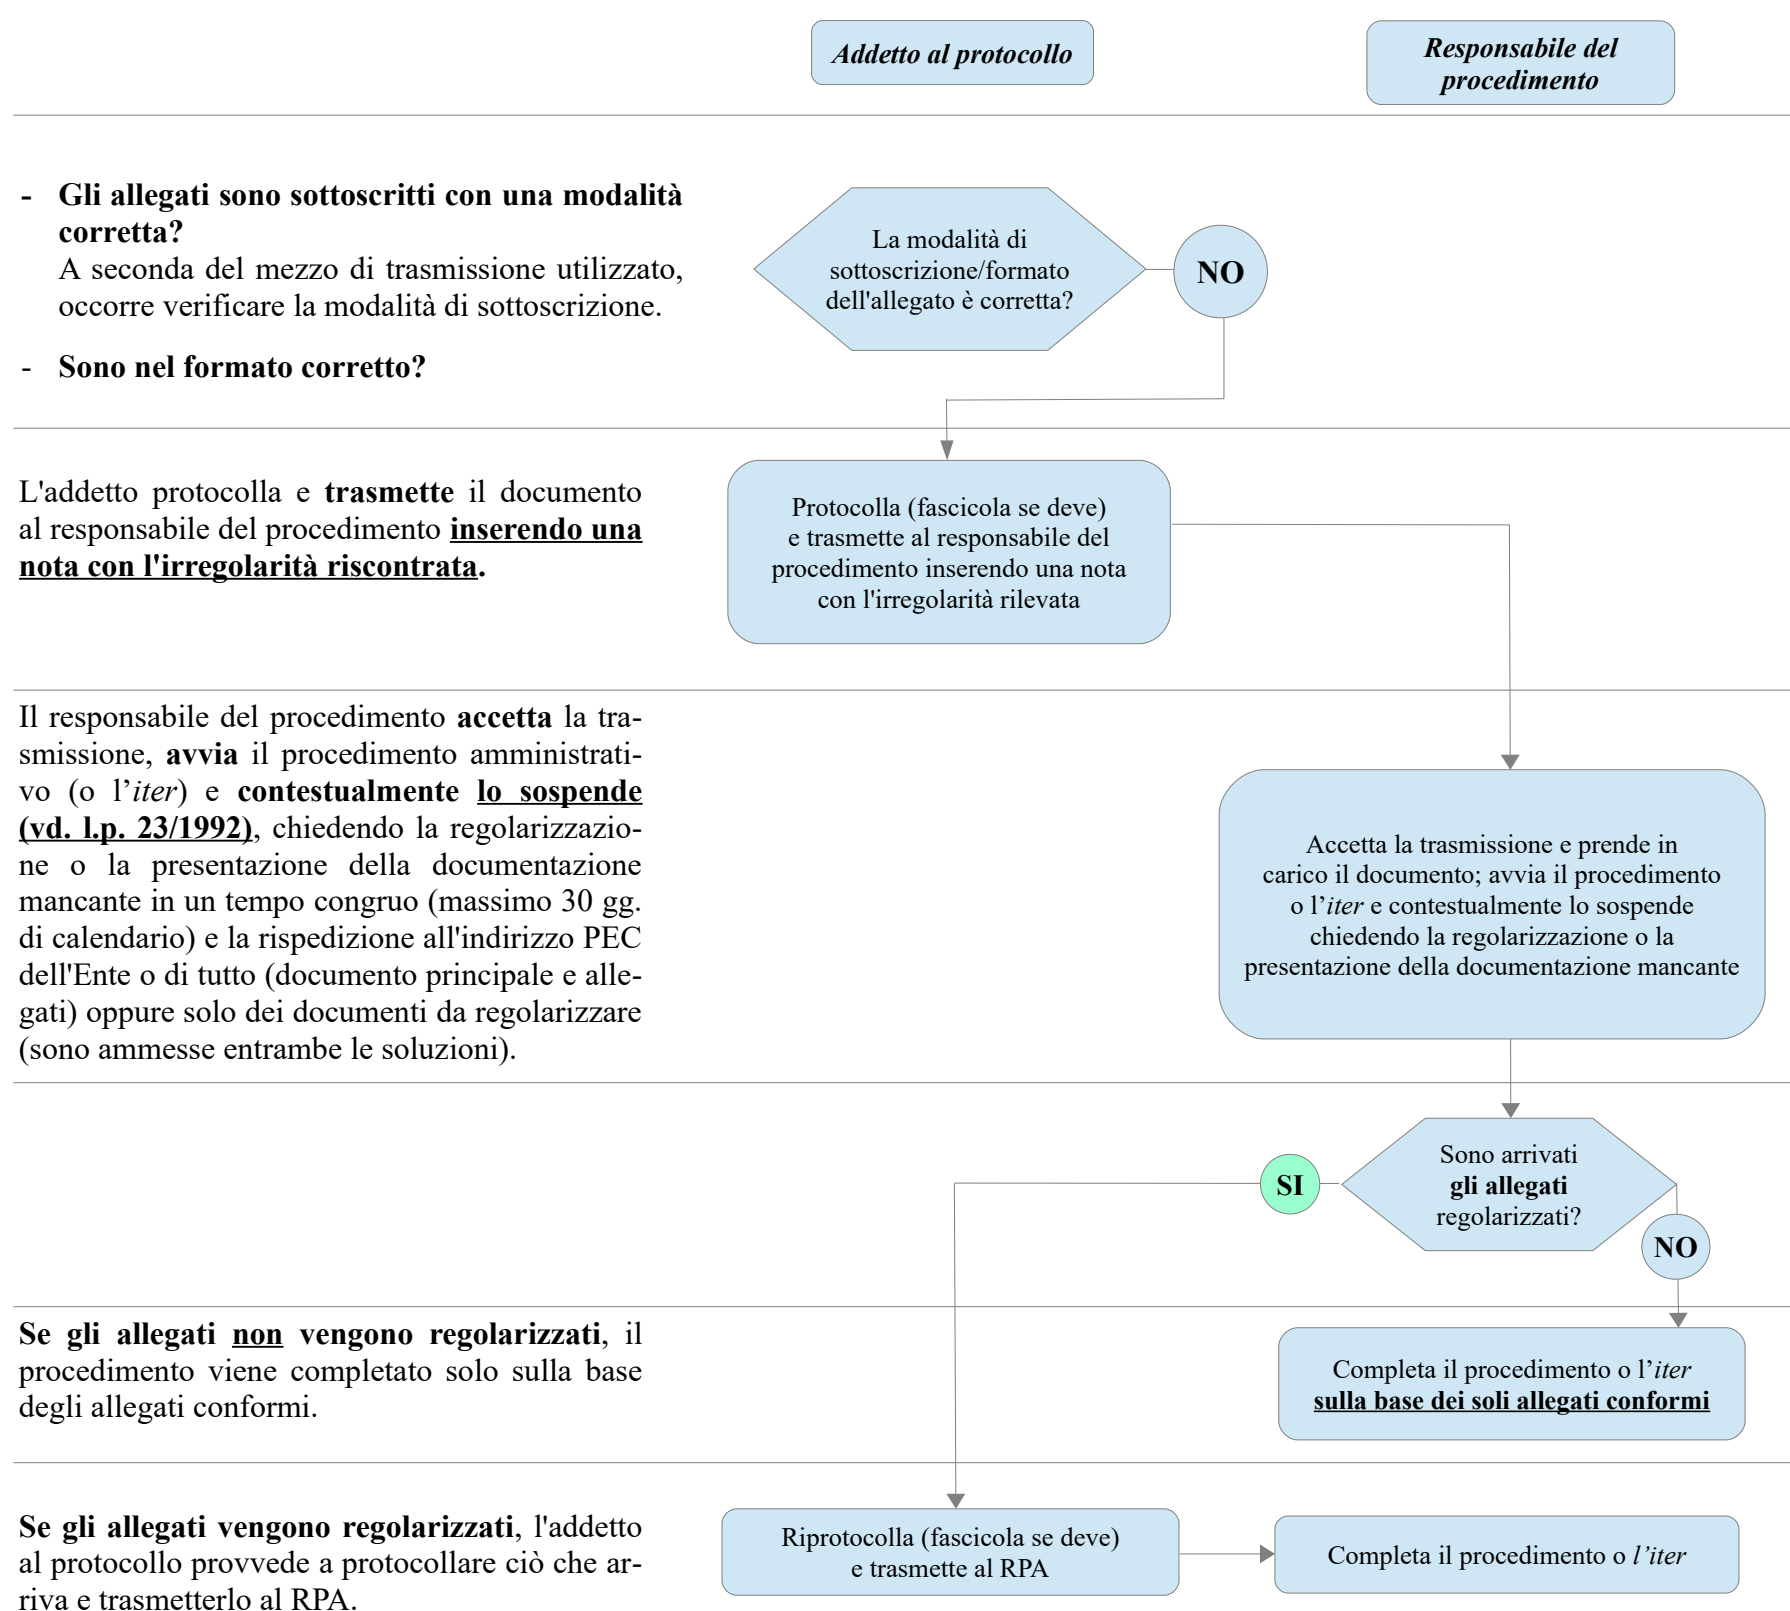 Addetto al protocollo
Responsabile del
procedimento
- Gli allegati sono sottoscritti con una modalità
corretta?
A seconda del mezzo di trasmissione utilizzato,
occorre verificare la modalità di sottoscrizione.
- Sono nel formato corretto?
La modalità di
sottoscrizione/formato
dell'allegato è corretta?
NO
L'addetto protocolla e trasmette il documento
al responsabile del procedimento inserendo una
nota con l'irregolarità riscontrata.
Protocolla (fascicola se deve)
e trasmette al responsabile del
procedimento inserendo una nota
con l'irregolarità rilevata
Il responsabile del procedimento accetta la tra-
smissione, avvia il procedimento amministrati-
vo (o l’iter) e contestualmente lo sospende
(vd. l.p. 23/1992), chiedendo la regolarizzazio-
ne o la presentazione della documentazione
mancante in un tempo congruo (massimo 30 gg.
di calendario) e la rispedizione all'indirizzo PEC
dell'Ente o di tutto (documento principale e alle-
gati) oppure solo dei documenti da regolarizzare
(sono ammesse entrambe le soluzioni).
Accetta la trasmissione e prende in
carico il documento; avvia il procedimento
o l’iter e contestualmente lo sospende
chiedendo la regolarizzazione o la
presentazione della documentazione mancante
Sono arrivati
gli allegati
regolarizzati?
SI
NO
Se gli allegati non vengono regolarizzati, il
procedimento viene completato solo sulla base
degli allegati conformi.
Completa il procedimento o l’iter
sulla base dei soli allegati conformi
Se gli allegati vengono regolarizzati, l'addetto
al protocollo provvede a protocollare ciò che ar-
riva e trasmetterlo al RPA.
Riprotocolla (fascicola se deve)
e trasmette al RPA
Completa il procedimento o l’iter